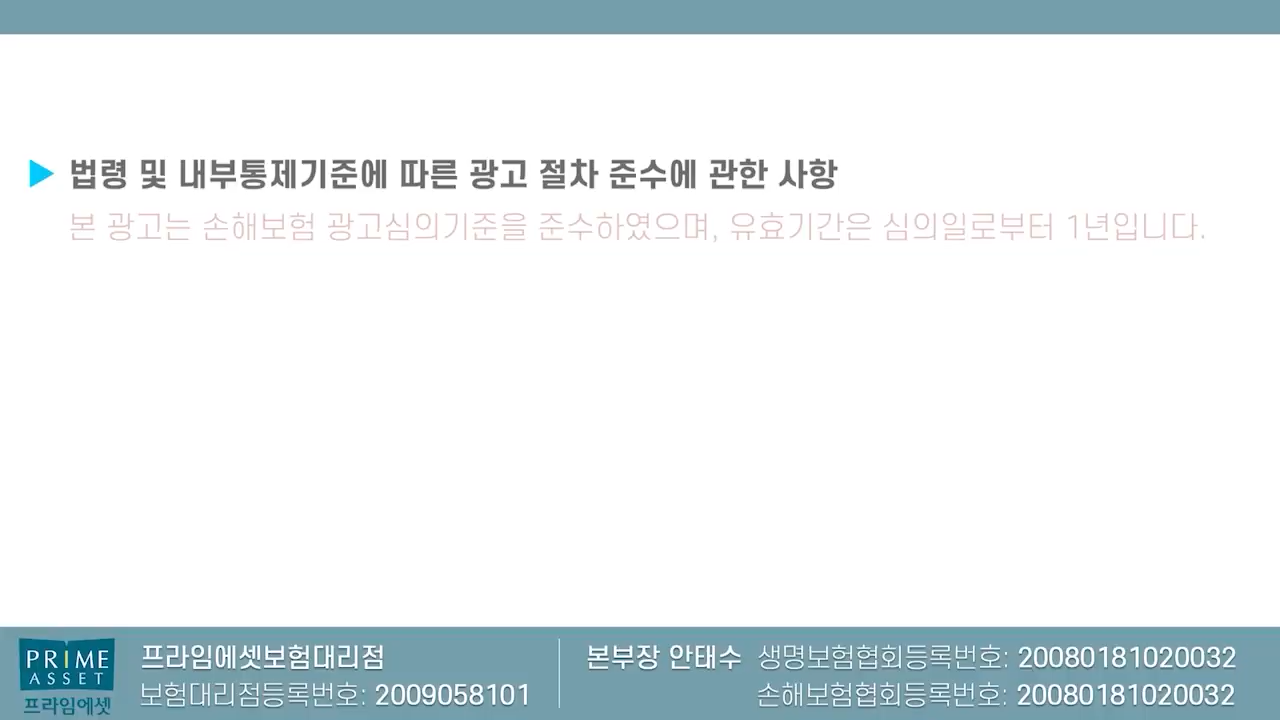 ▶ 법령 및 내부통제기준에 따른 광고 절차 준수에 관한 사항
본 광고는 손해보험 광고심의기준을 준수하였으며, 유효기간은 심의일로부터 1년입니다.
PRIME
ASSET
프라임에셋
프라임에셋보험대리점
보험대리점등록번호: 2009058101
본부장 안태수 생명보험협회등록번호: 20080181020032
손해보험협회등록번호: 20080181020032